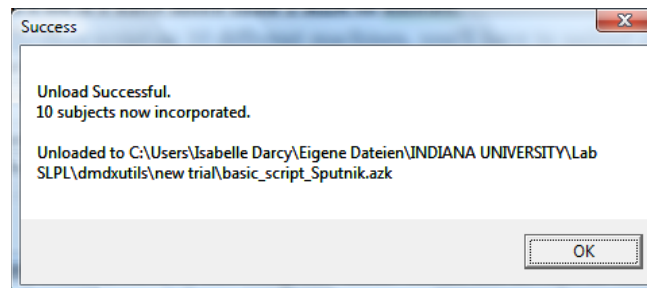 Success
Unload Successful.
10 subjects now incorporated.
Unloaded to C:\Users\Isabelle Darcy\Eigene Dateien\INDIANA UNIVERSITY\Lab
SLPL\dmdxutils\new trial\basic_script_Sputnik.azk
OK